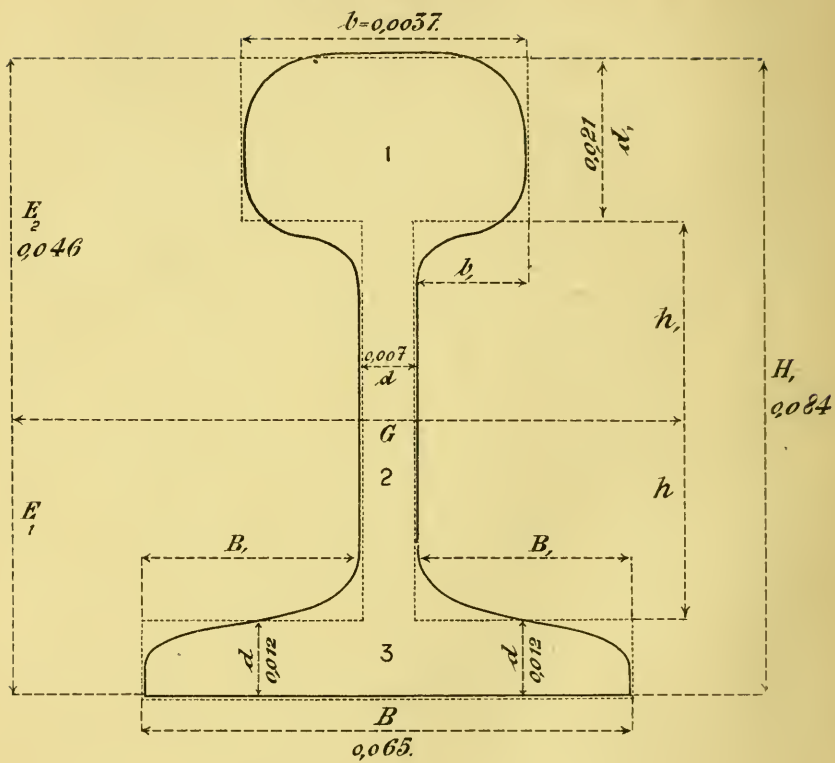 b=0,0037.
1
0,021
d,
E₂
0,046
b,
h,
0,007
d
H,
0,084
G
2
h
E₁
B,
B,
d
0,012
3
d
0,012
B
0,065.